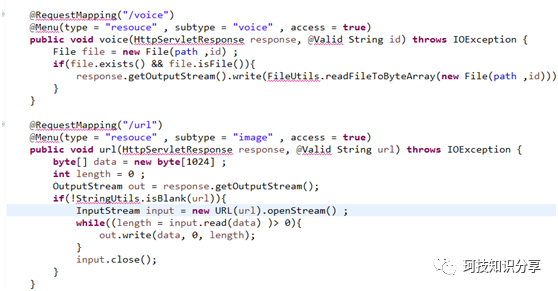 @RequestMapping("/voice")
@Menu(type = "resouce" , subtype = "voice" , access = true)
public void voice(HttpServletResponse response, @Valid String id) throws IOException {
File file = new File(path ,id) ;
if(file.exists() && file.isFile()){
response.getOutputStream().write(FileUtils.readFileToByteArray(new File(path ,id)))
}
}
@RequestMapping("/url")
@Menu(type = "resouce" , subtype = "image" , access = true)
public void url(HttpServletResponse response, @Valid String url) throws IOException {
byte[] data = new byte[1024] ;
int length = 0 ;
OutputStream out = response.getOutputStream();
if(!StringUtils.isBlank(url)){
InputStream input = new URL(url).openStream() ;
while((length = input.read(data) )> 0){
out.write(data, 0, length);
}
input.close();
}
}
珂技知识分享